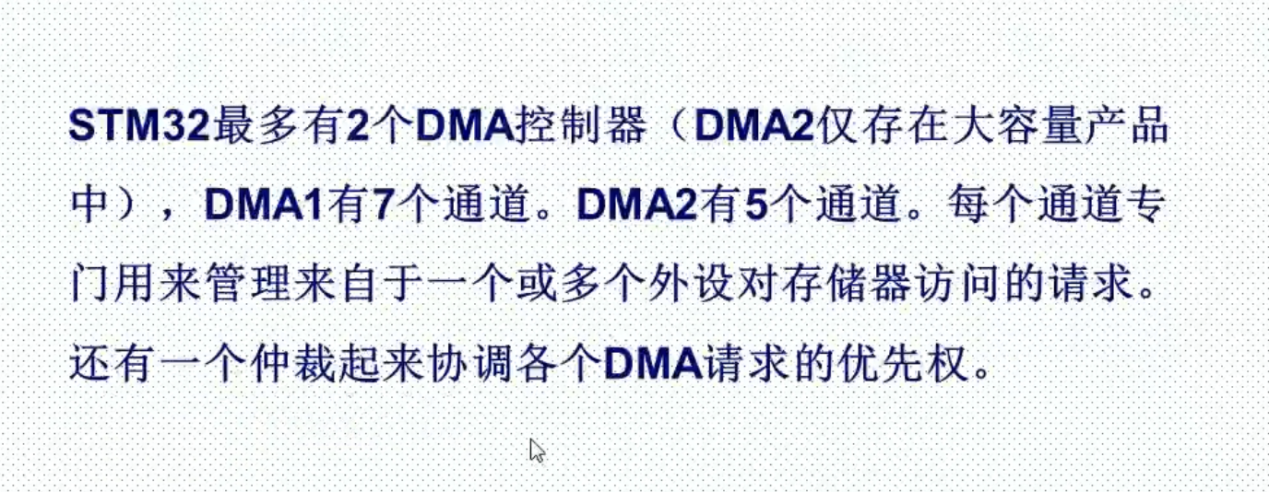 STM32最多有2个DMA控制器（DMA2仅存在大容量产品
中），DMA1有7个通道。DMA2有5个通道。每个通道专
门用来管理来自于一个或多个外设对存储器访问的请求。
还有一个仲裁起来协调各个DMA请求的优先权。